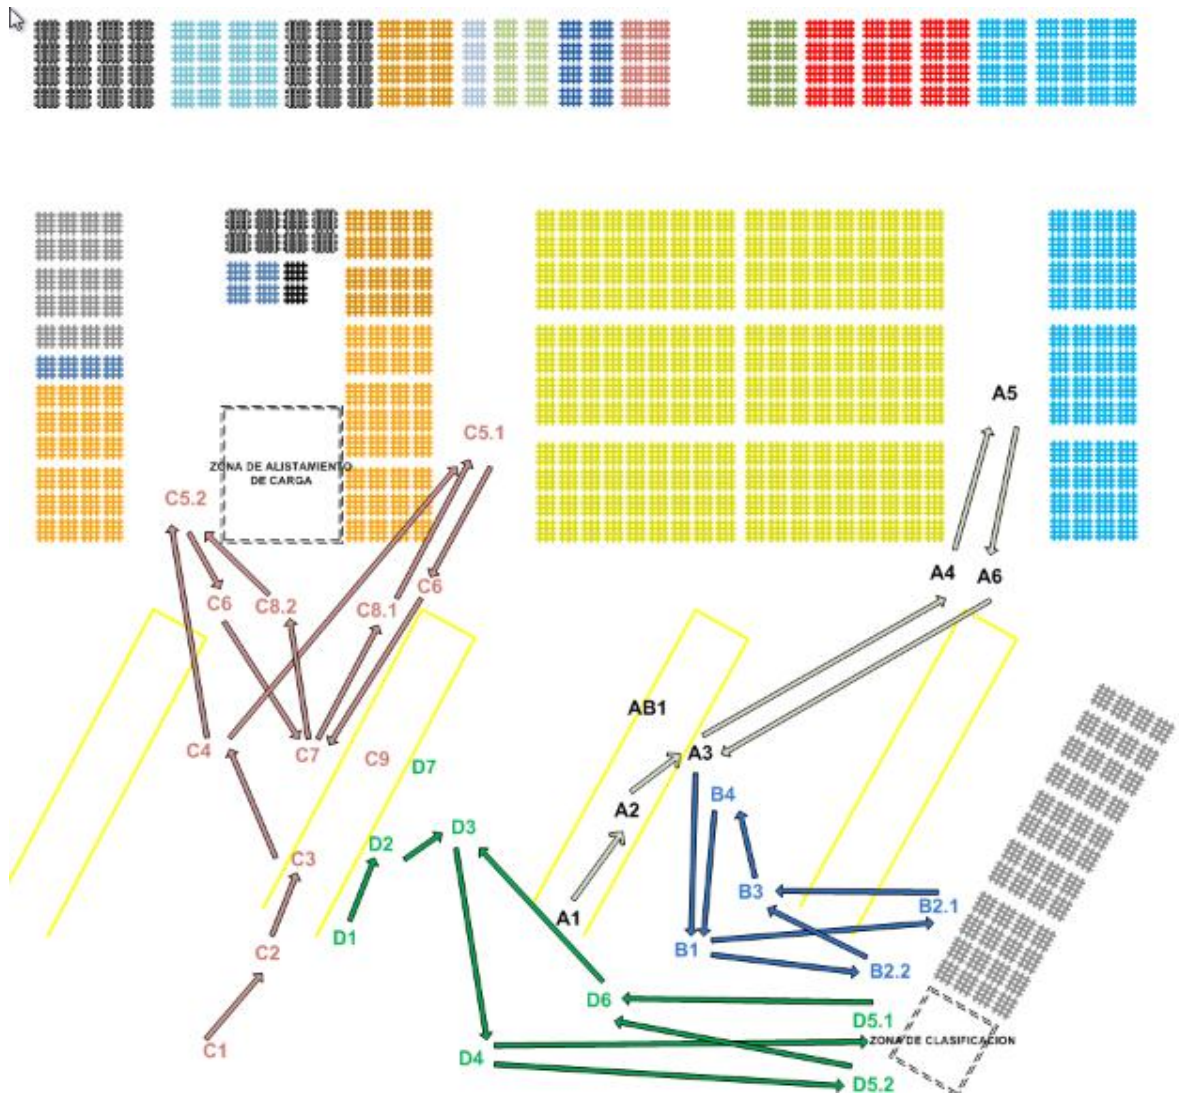 A5
C5.1
ZONA DE ALISTAMIENTO
DE CARGA
C5.2
A4
A6
C6
C6
C8.2
C8.1
AB1
C4
C7
C9
D7
A3
A2
B4
D3
D2
C3
B3
B2.1
A1
D1
C2
B1
B2.2
D6
D5.1
C1
D4
ZONA DE CLASIFICACION
D5.2